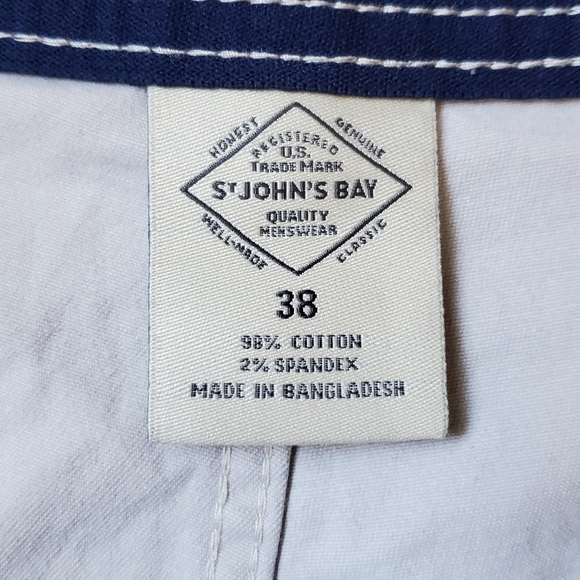 HONEST
GENUINE
REGISTERED
U.S.
TRADE MARK
ST JOHN'S BAY
QUALITY
MENSWEAR
WELL-MADE
CLASSIC
38
98% COTTON
2% SPANDEX
MADE IN BANGLADESH